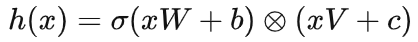 h(x) = σ(xW + b) ⊗ (xV + c)